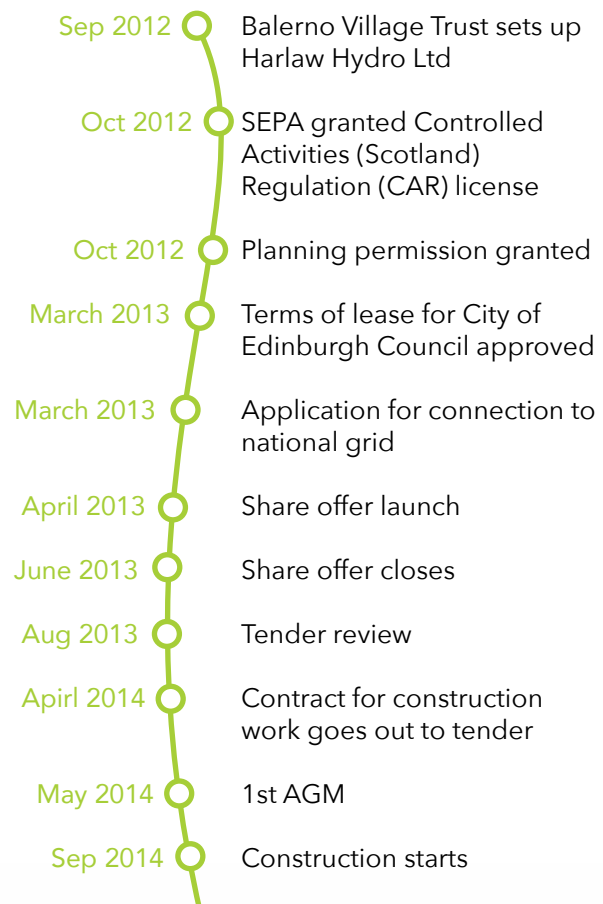 Sep 2012
Balerno Village Trust sets up
Harlaw Hydro Ltd
Oct 2012
SEPA granted Controlled
Activities (Scotland)
Regulation (CAR) license
Oct 2012
Planning permission granted
March 2013
Terms of lease for City of
Edinburgh Council approved
March 2013
Application for connection to
national grid
April 2013
Share offer launch
June 2013
Share offer closes
Aug 2013
Tender review
Apirl 2014
Contract for construction
work goes out to tender
May 2014
1st AGM
Sep 2014
Construction starts